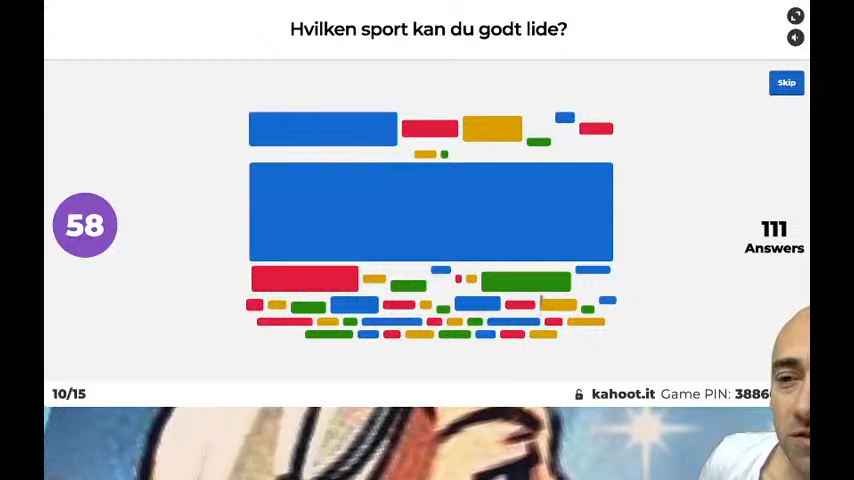 Hvilken sport kan du godt lide?
Skip
58
111
Answers
10/15
kahoot.it Game PIN: 3886